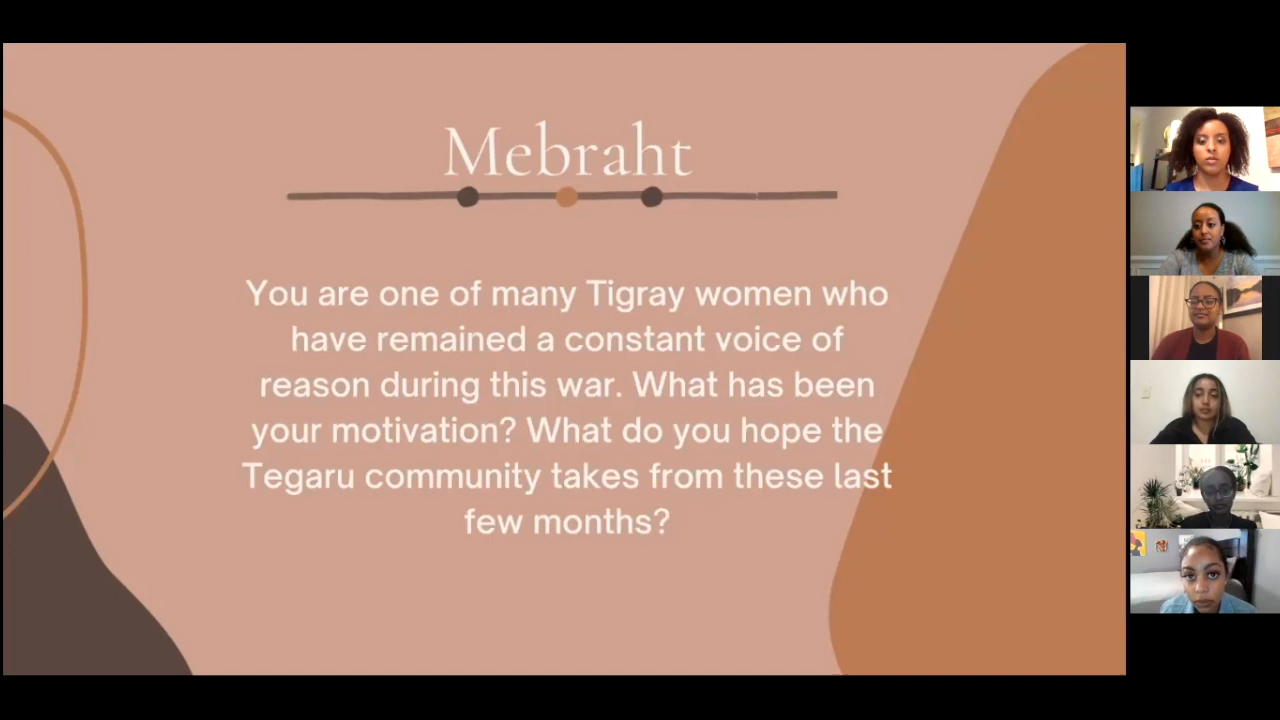 Mebraht
You are one of many Tigray women who
have remained a constant voice of
reason during this war. What has been
your motivation? What do you hope the
Tegaru community takes from these last
few months?